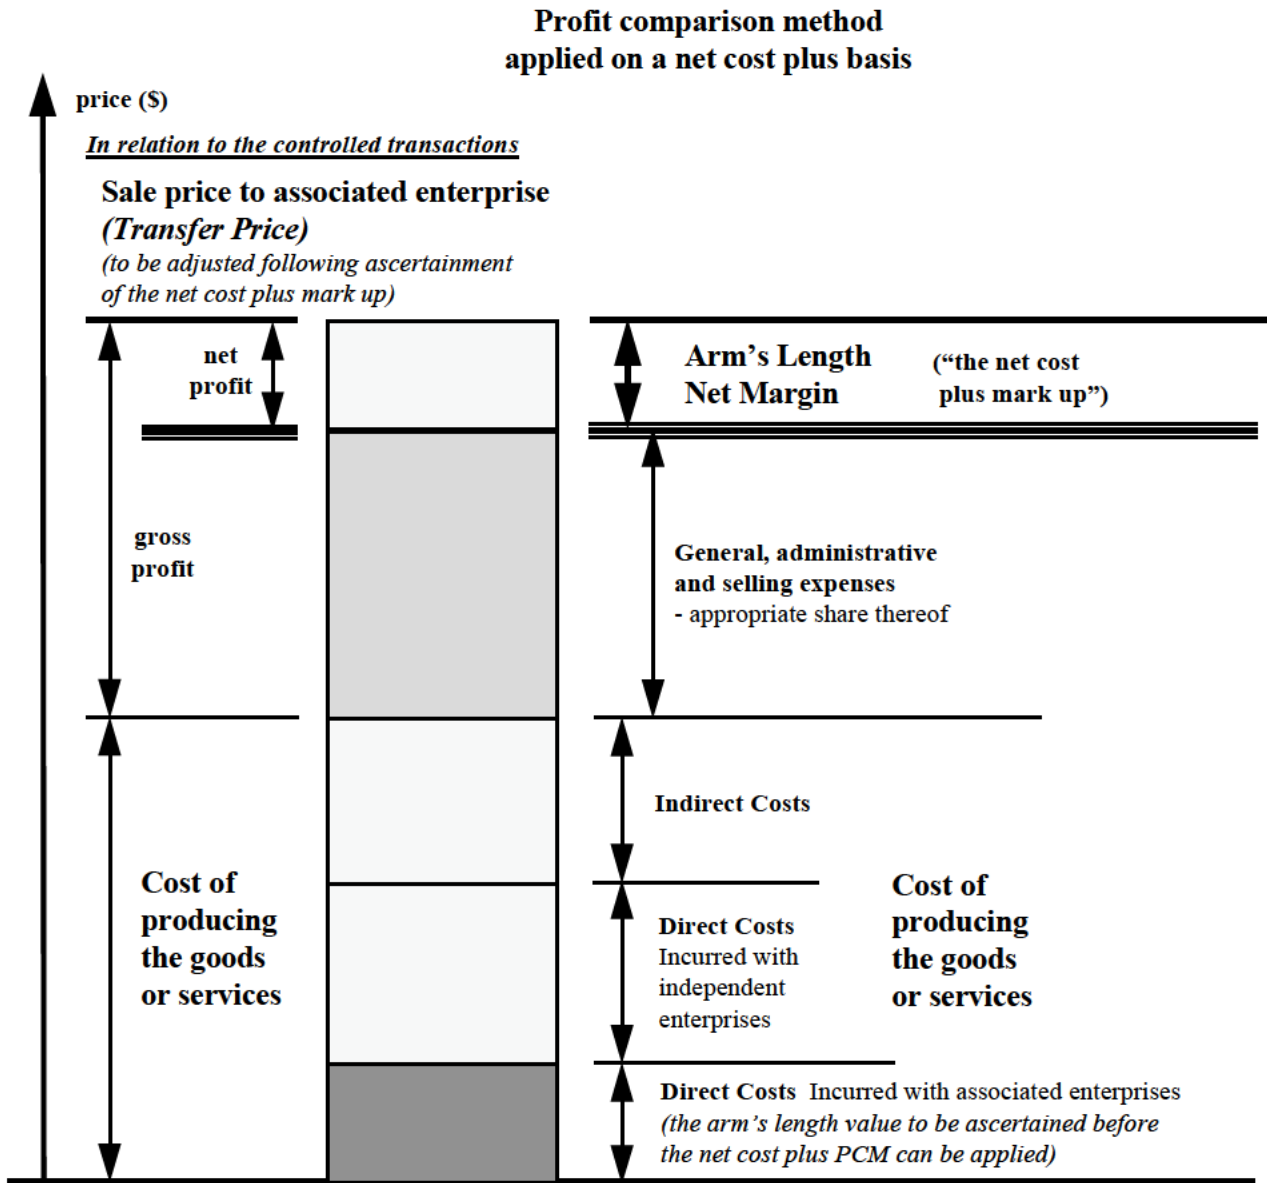 Profit comparison method
applied on a net cost plus basis
price ($)
In relation to the controlled transactions
Sale price to associated enterprise
(Transfer Price)
(to be adjusted following ascertainment
of the net cost plus mark up)
net
profit
Arm’s Length
Net Margin
(“the net cost
plus mark up”)
gross
profit
General, administrative
and selling expenses
- appropriate share thereof
Indirect Costs
Cost of
producing
the goods
or services
Direct Costs
Incurred with
independent
enterprises
Cost of
producing
the goods
or services
Direct Costs Incurred with associated enterprises
(the arm’s length value to be ascertained before
the net cost plus PCM can be applied)